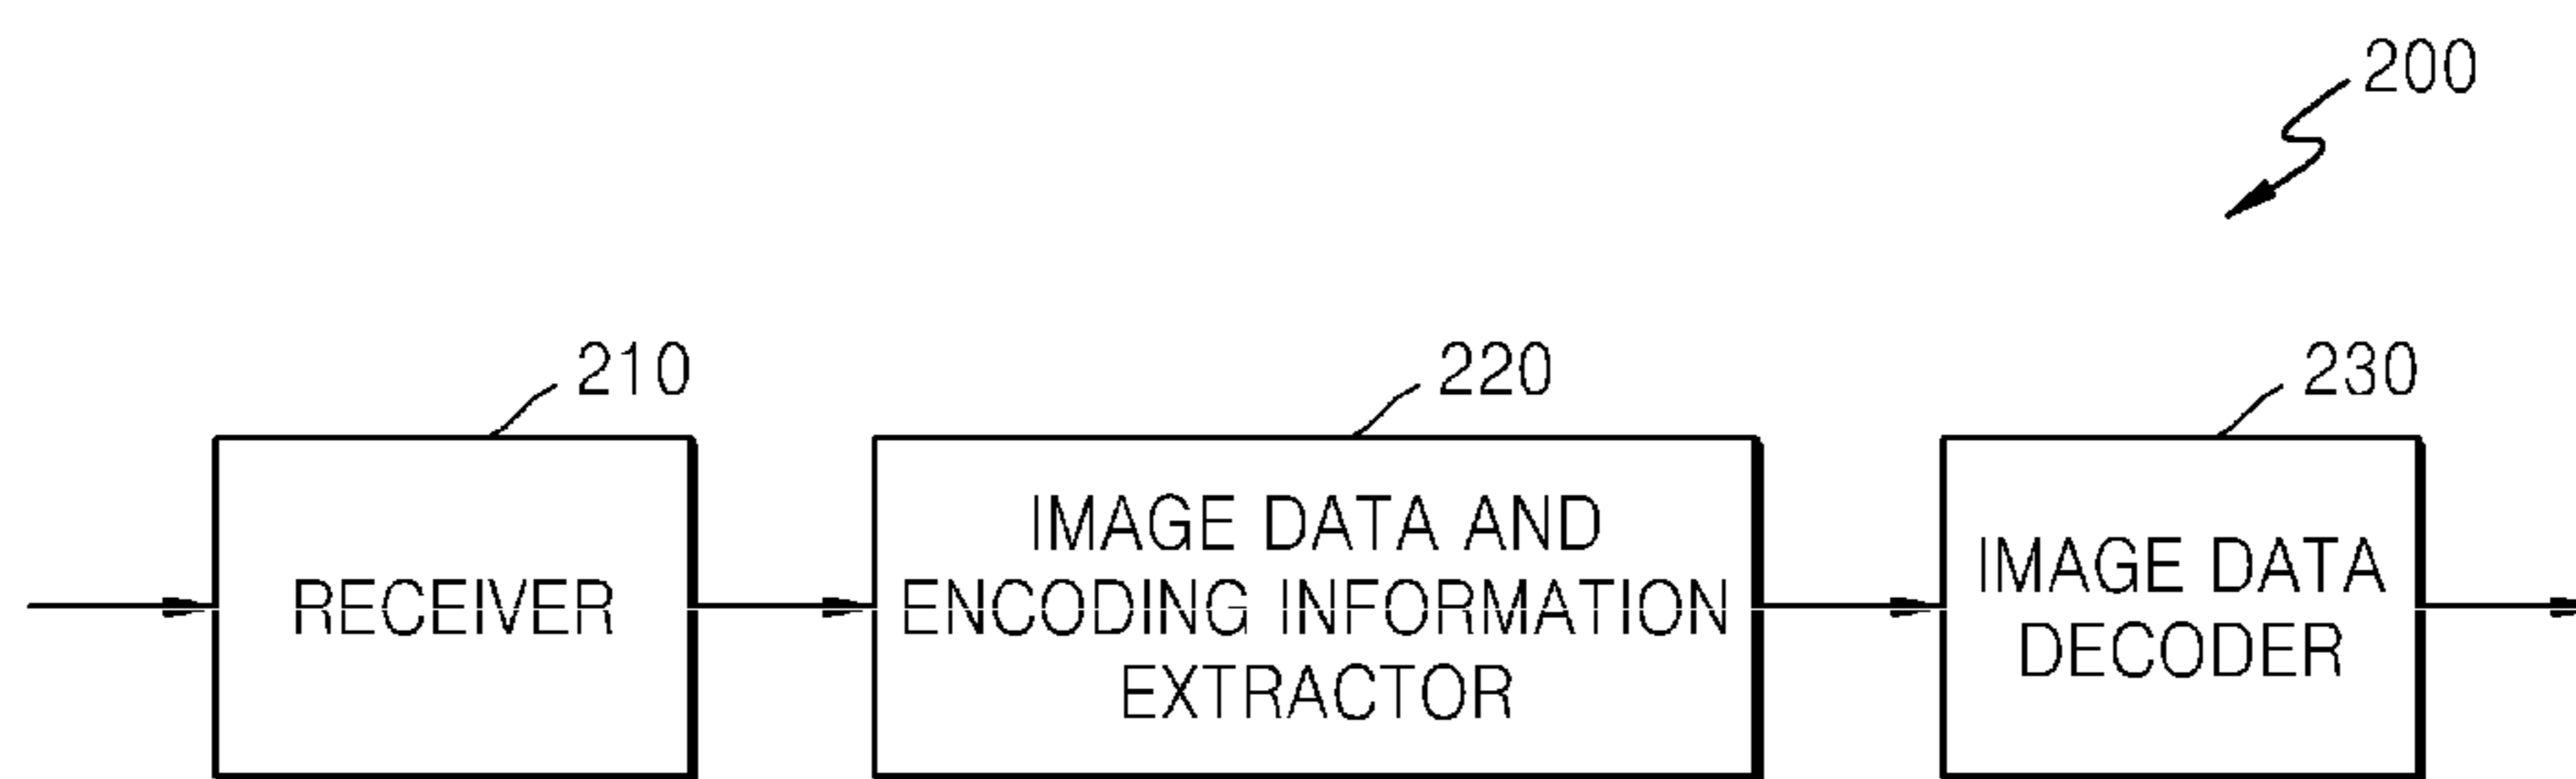 200
210
220
230
RECEIVER
IMAGE DATA AND
ENCODING INFORMATION
EXTRACTOR
IMAGE DATA
DECODER